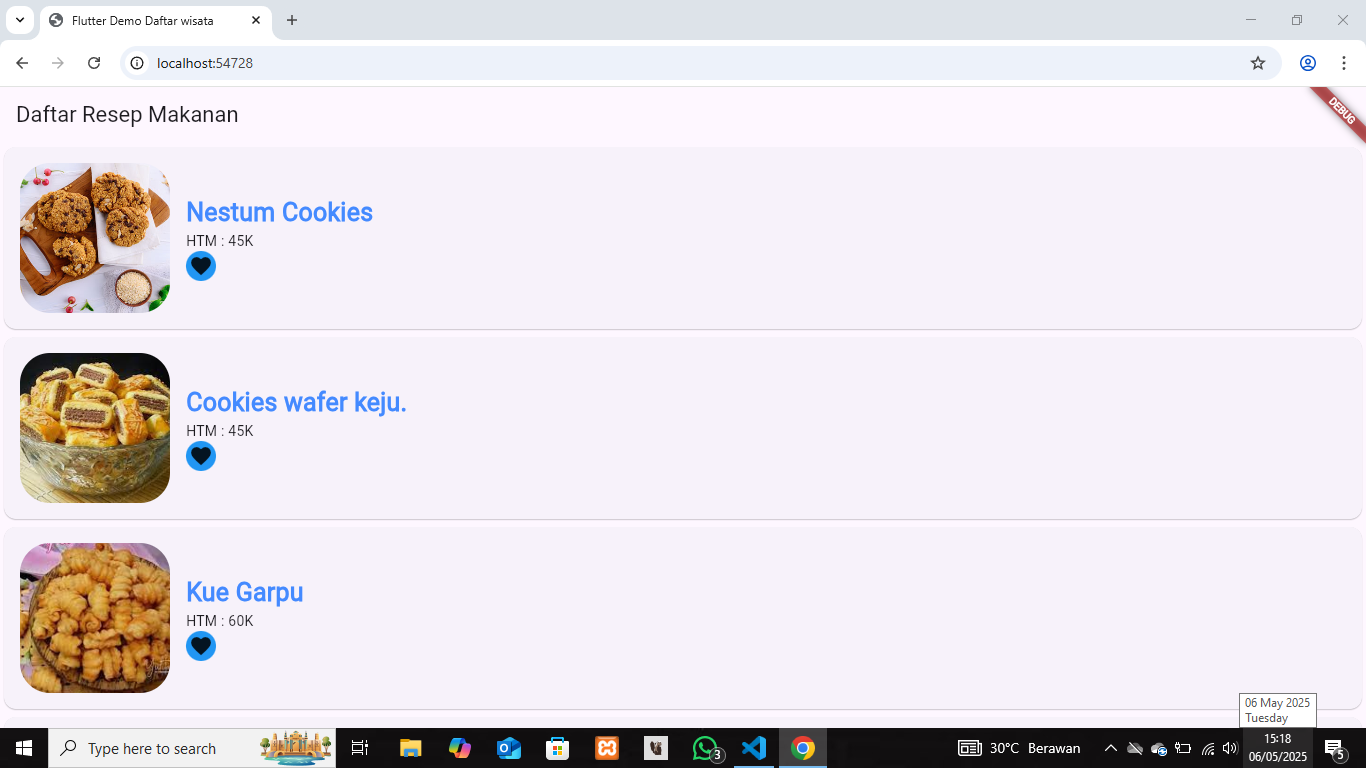 Flutter Demo Daftar wisata
localhost:54728
Daftar Resep Makanan
DEBUG
Nestum Cookies
HTM : 45K
Cookies wafer keju.
HTM : 45K
Kue Garpu
HTM : 60K
06 May 2025
Tuesday
Type here to search
3
30°C Berawan
15:18
06/05/2025
5